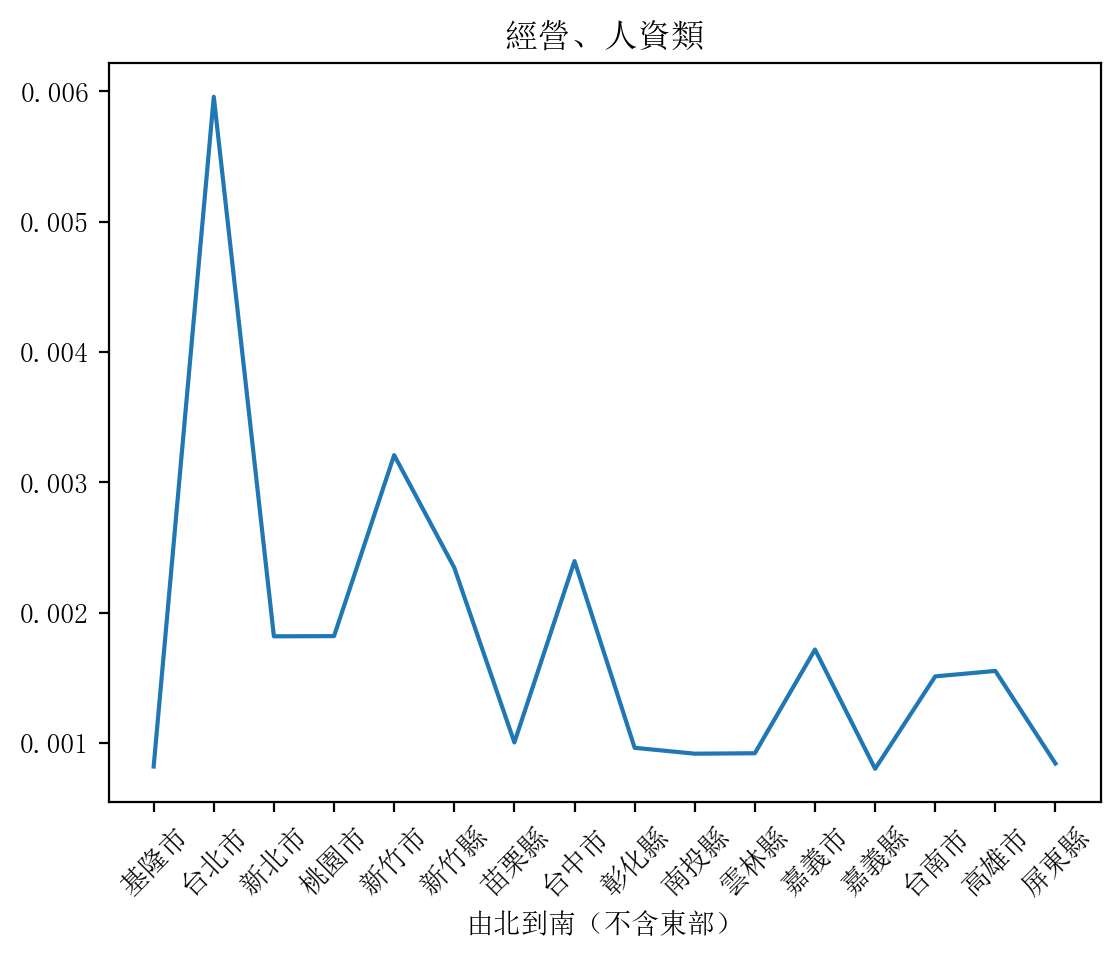 經營、人資類
0.006
0.005
0.004
0.003
0.002
0.001
基隆市
台北市
新北市
桃園市
新竹市
新竹縣
苗栗縣
台中市
彰化縣
南投縣
雲林縣
嘉義市
嘉義縣
台南市
高雄市
屏東縣
由北到南（不含東部）